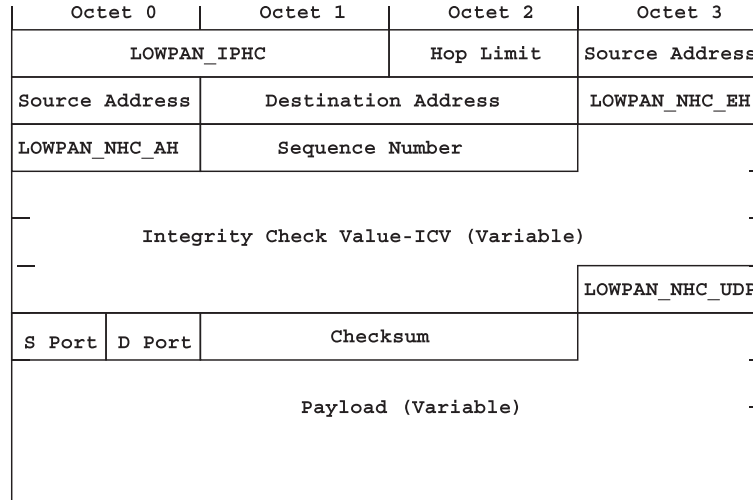 Octet 0 Octet 1 Octet 2 Octet 3
LOWPAN_IPHC Hop Limit Source Address
Source Address Destination Address LOWPAN_NHC_EH
LOWPAN_NHC_AH Sequence Number
Integrity Check Value-ICV (Variable)
LOWPAN_NHC_UDP
S Port D Port Checksum
Payload (Variable)